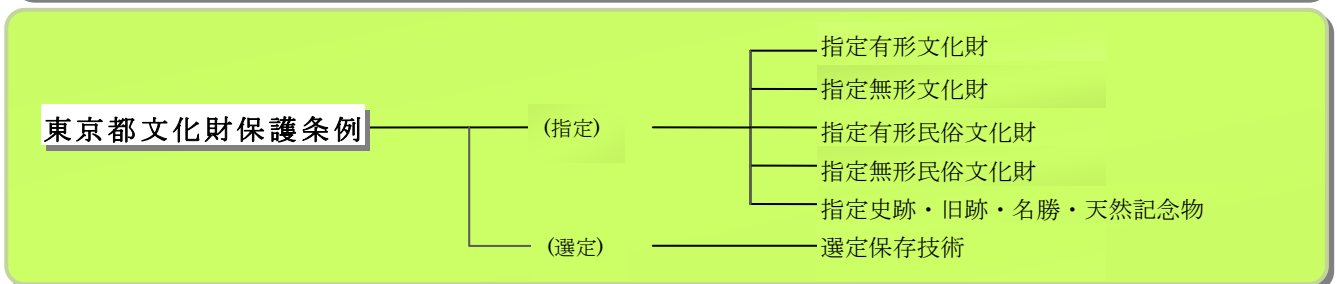 指定有形文化財
指定無形文化財
東京都文化財保護条例
(指定)
指定有形民俗文化財
指定無形民俗文化財
指定史跡・旧跡・名勝・天然記念物
(選定)
選定保存技術